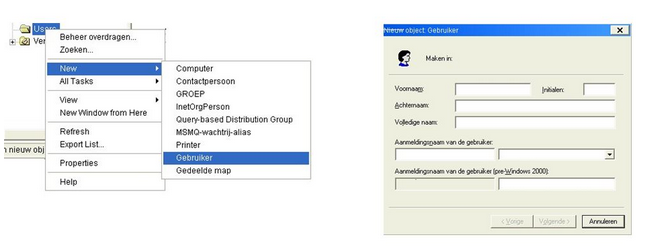 Users
Ver
Beheer overdragen...
Zoeken...
New
All Tasks
View
New Window from Here
Refresh
Export List...
Properties
Help
n nieuw obj
Computer
Contactpersoon
GROEP
InetOrgPerson
Query-based Distribution Group
MSMQ-wachtrij-alias
Printer
Gebruiker
Gedeelde map
Nieuw object: Gebruiker
Maken in:
Voornaam:
Initialen:
Achternaam:
Volledige naam:
Aanmeldingsnaam van de gebruiker:
Aanmeldingsnaam van de gebruiker (pre-Windows 2000):
< Vorige
Volgende >
Annuleren